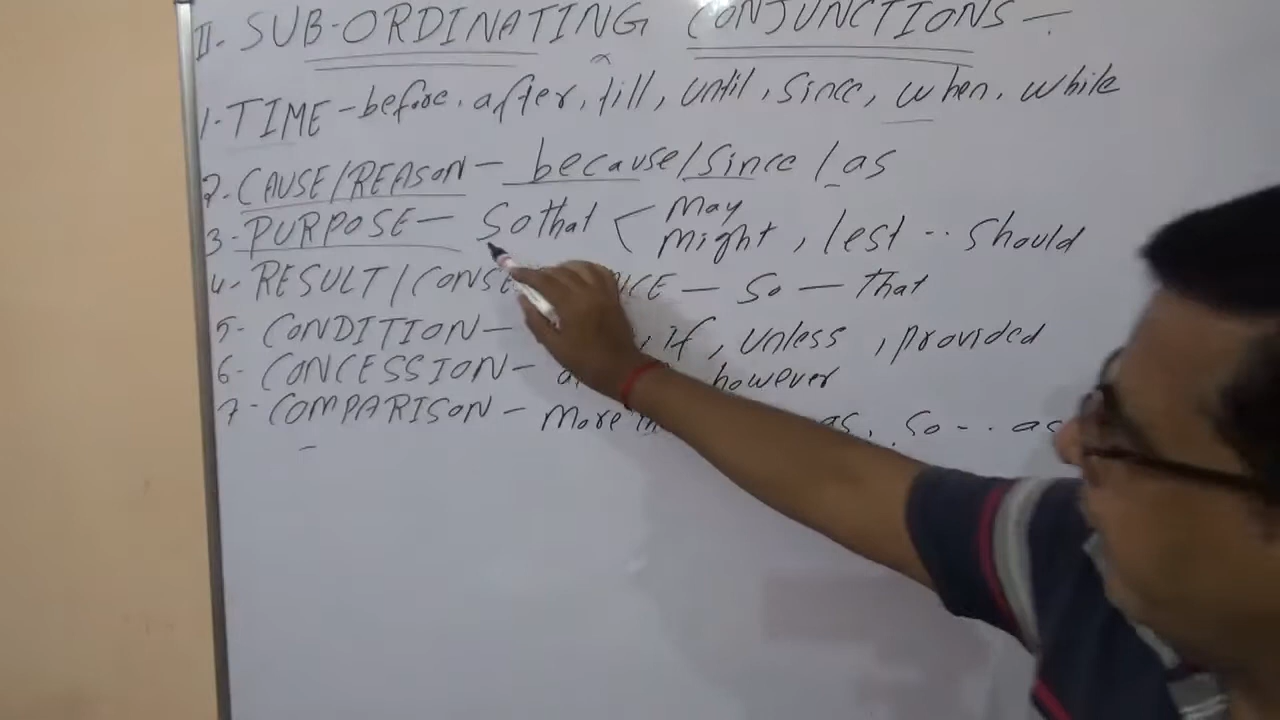 II. SUB-ORDINATING CONJUNCTIONS -
1. TIME - before, after, till, until, since, when, while
2. CAUSE/REASON - because/since/as
3 - PURPOSE - So that < may might, lest -- should
4 - RESULT/ - So - That
5 - CONDITION - , if, unless, provided
6 - CONCESSION - however
7 - COMPARISON - more as, so -- as